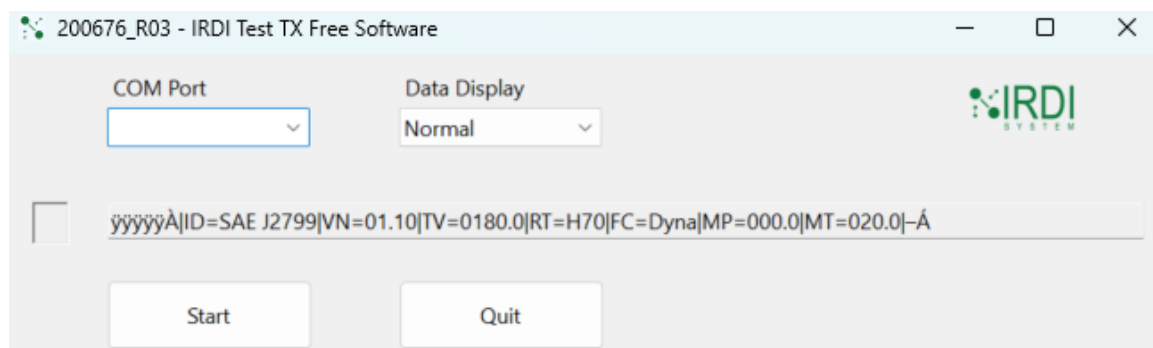 200676_R03 - IRDI Test TX Free Software
COM Port
Data Display
IRDI
SYSTEM
Normal
ÿÿÿÿÿÀ|ID=SAE J2799|VN=01.10|TV=0180.0|RT=H70|FC=Dyna|MP=000.0|MT=020.0|–Á
Start
Quit